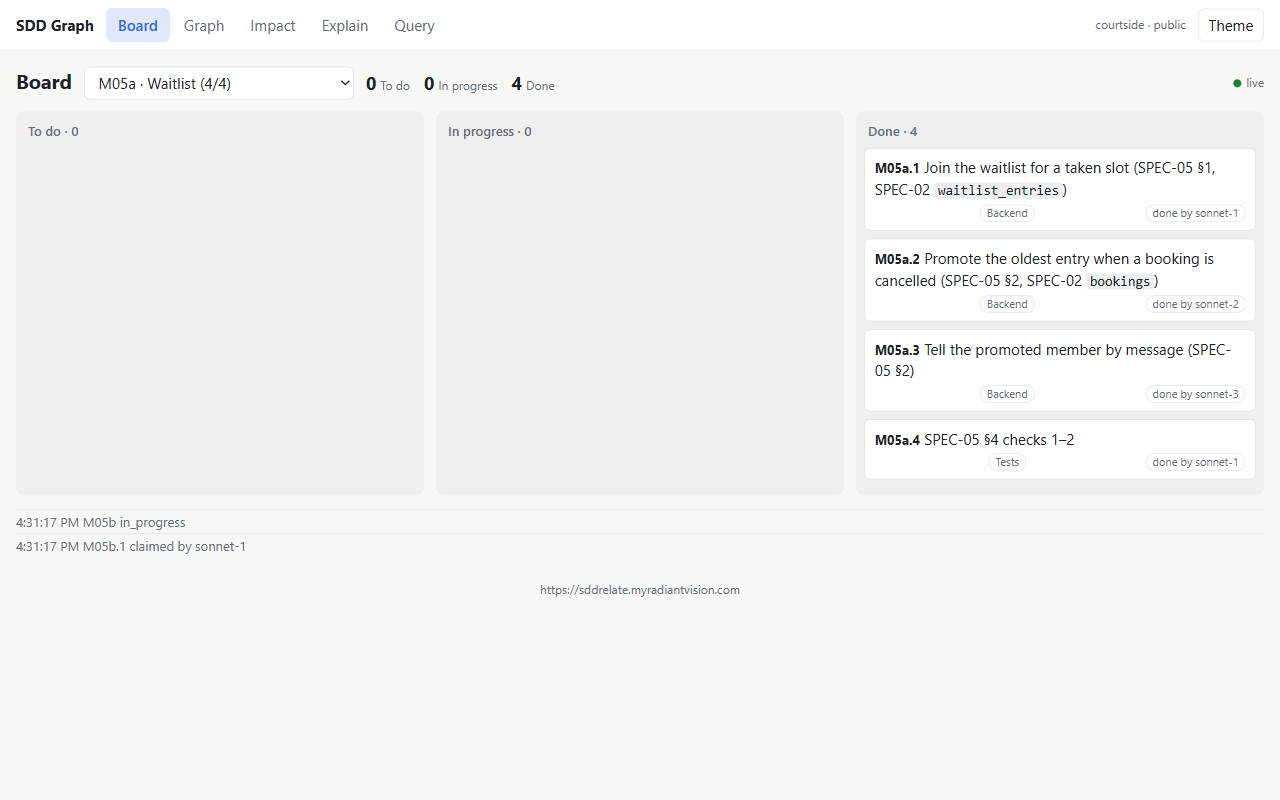 SDD Graph Board Graph Impact Explain Query courtside · public Theme
Board M05a · Waitlist (4/4) 0 To do 0 In progress 4 Done live
To do · 0
In progress · 0
Done · 4
M05a.1 Join the waitlist for a taken slot (SPEC-05 §1,
SPEC-02 waitlist_entries)
Backend done by sonnet-1
M05a.2 Promote the oldest entry when a booking is
cancelled (SPEC-05 §2, SPEC-02 bookings)
Backend done by sonnet-2
M05a.3 Tell the promoted member by message (SPEC-
05 §2)
Backend done by sonnet-3
M05a.4 SPEC-05 §4 checks 1–2
Tests done by sonnet-1
4:31:17 PM M05b in_progress
4:31:17 PM M05b.1 claimed by sonnet-1
https://sddrelate.myradiantvision.com